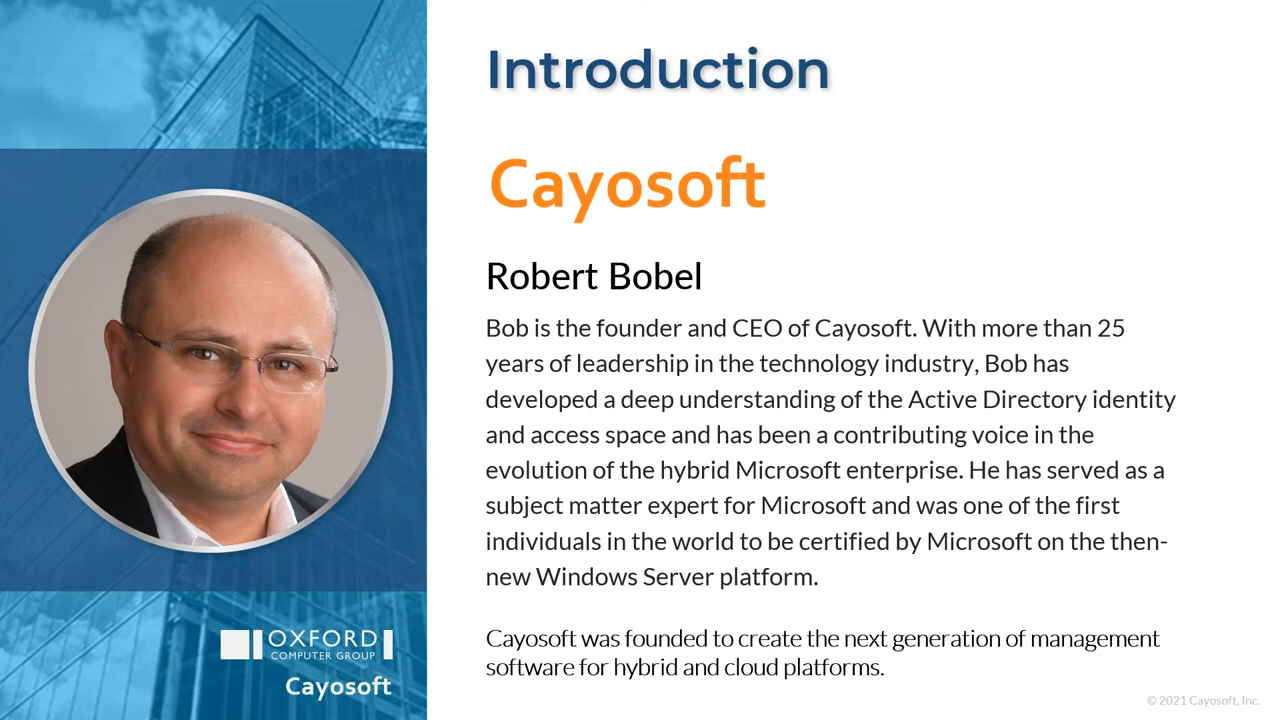 Introduction
Cayosoft
Robert Bobel
Bob is the founder and CEO of Cayosoft. With more than 25
years of leadership in the technology industry, Bob has
developed a deep understanding of the Active Directory identity
and access space and has been a contributing voice in the
evolution of the hybrid Microsoft enterprise. He has served as a
subject matter expert for Microsoft and was one of the first
individuals in the world to be certified by Microsoft on the then-
new Windows Server platform.
Cayosoft was founded to create the next generation of management
software for hybrid and cloud platforms.
OXFORD
COMPUTER GROUP
Cayosoft
© 2021 Cayosoft, Inc.